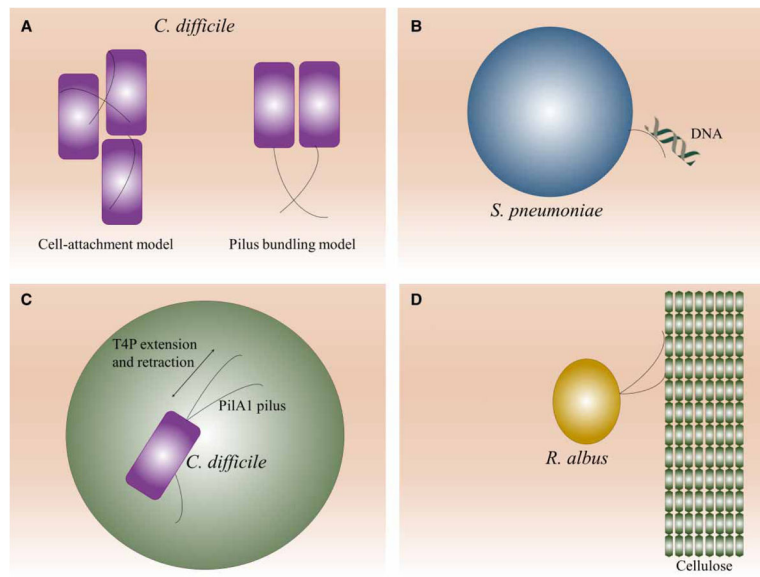 A
C. difficile
Cell-attachment model
Pilus bundling model
B
DNA
S. pneumoniae
C
T4P extension
and retraction
PilA1 pilus
C. difficile
D
R. albus
Cellulose